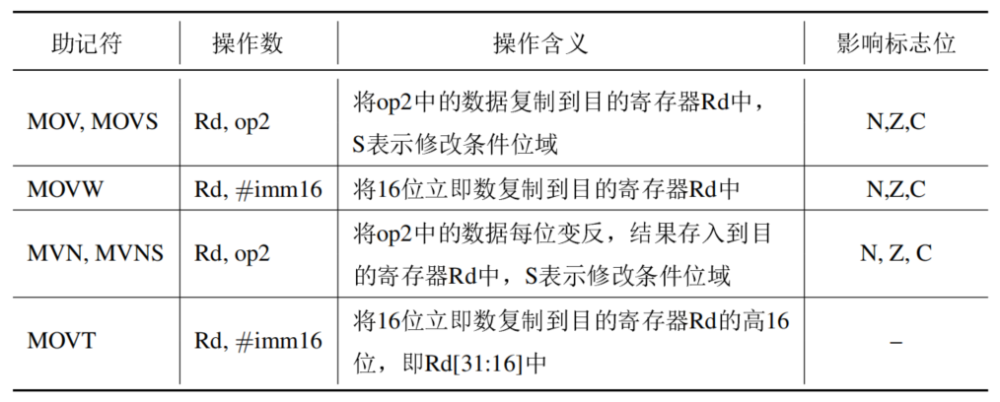 助记符 操作数 操作含义 影响标志位
将op2中的数据复制到目的寄存器Rd中，
MOV, MOVS Rd, op2 N,Z,C
S表示修改条件位域
MOVW Rd, #imm16 将16位立即数复制到目的寄存器Rd中 N,Z,C
将op2中的数据每位变反，结果存入到目
MVN, MVNS Rd, op2 N, Z, C
的寄存器Rd中，S表示修改条件位域
将16位立即数复制到目的寄存器Rd的高16
MOVT Rd, #imm16 –
位，即Rd[31:16]中